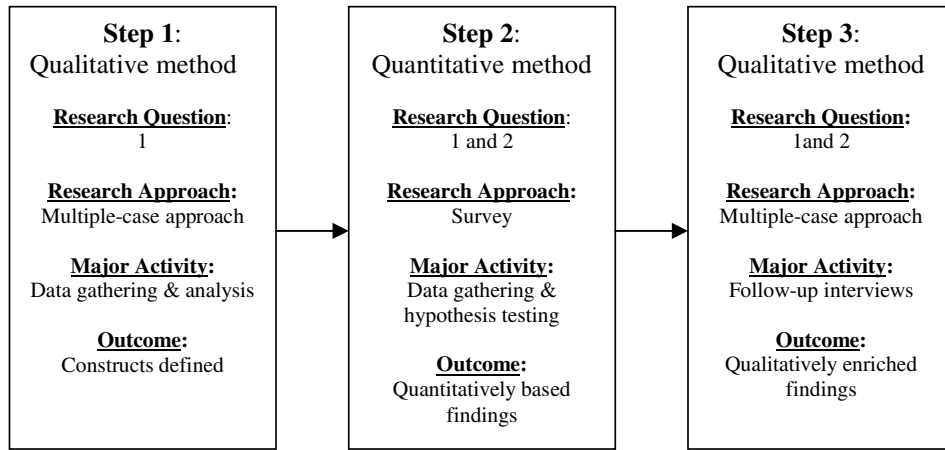 Step 1:
Qualitative method
Research Question:
1
Research Approach:
Multiple-case approach
Major Activity:
Data gathering & analysis
Outcome:
Constructs defined
Step 2:
Quantitative method
Research Question:
1 and 2
Research Approach:
Survey
Major Activity:
Data gathering &
hypothesis testing
Outcome:
Quantitatively based
findings
Step 3:
Qualitative method
Research Question:
1and 2
Research Approach:
Multiple-case approach
Major Activity:
Follow-up interviews
Outcome:
Qualitatively enriched
findings